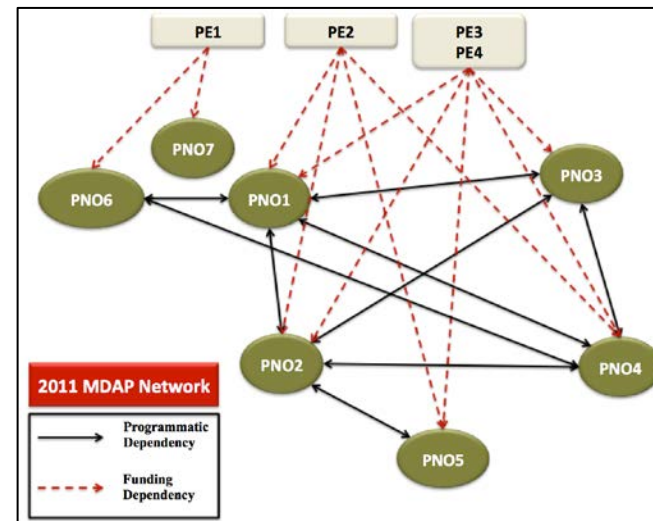 PE1
PE2
PE3
PE4
PNO7
PNO3
PNO6
PNO1
PNO2
PNO4
PNO5
2011 MDAP Network
Programmatic
Dependency
Funding
Dependency